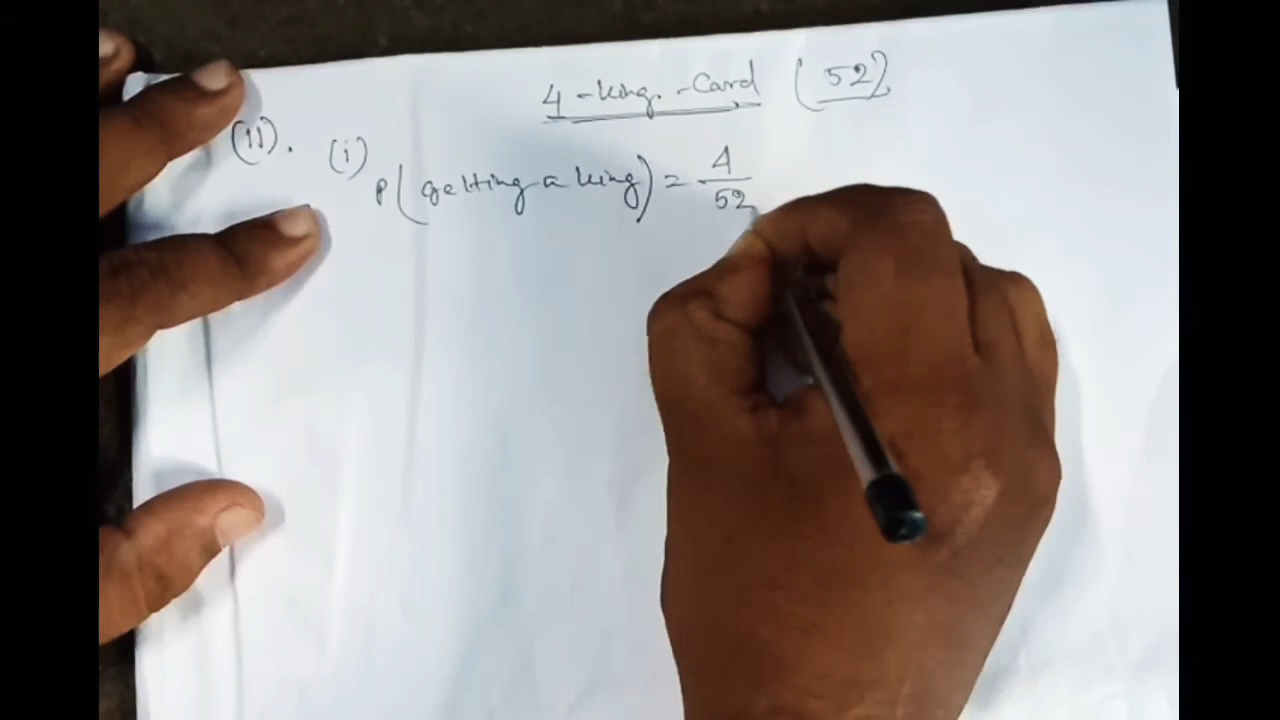 4 - king. - Card (52)
(11). (i) P(getting a king) = 4/52